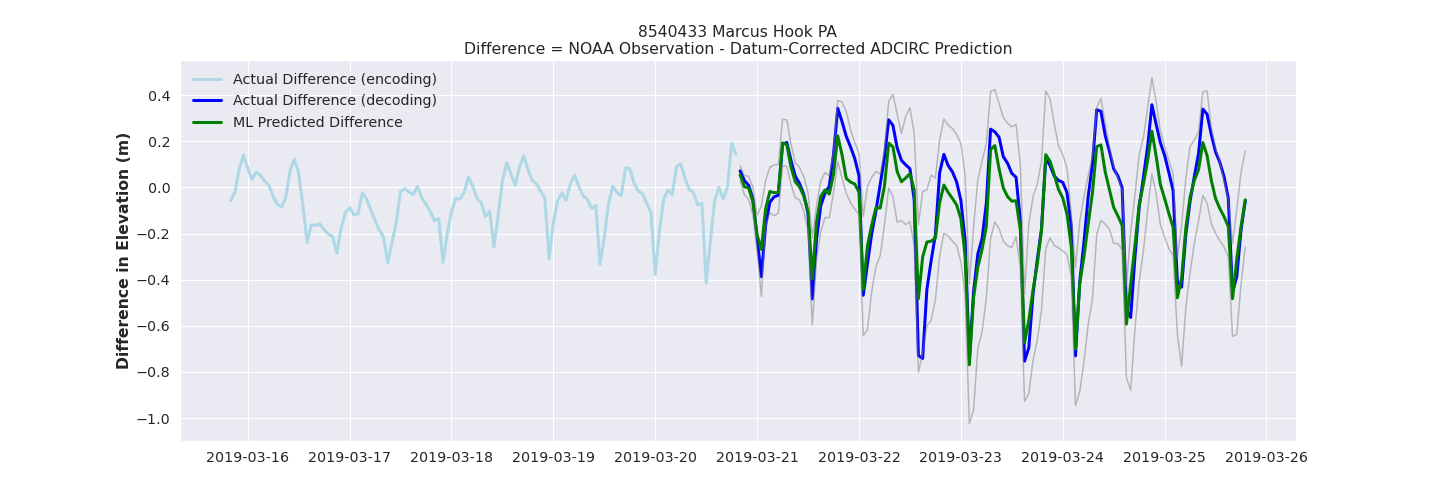 8540433 Marcus Hook PA
Difference = NOAA Observation - Datum-Corrected ADCIRC Prediction
Actual Difference (encoding)
Actual Difference (decoding)
ML Predicted Difference
Difference in Elevation (m)
0.4
0.2
0.0
−0.2
−0.4
−0.6
−0.8
−1.0
2019-03-16 2019-03-17 2019-03-18 2019-03-19 2019-03-20 2019-03-21 2019-03-22 2019-03-23 2019-03-24 2019-03-25 2019-03-26